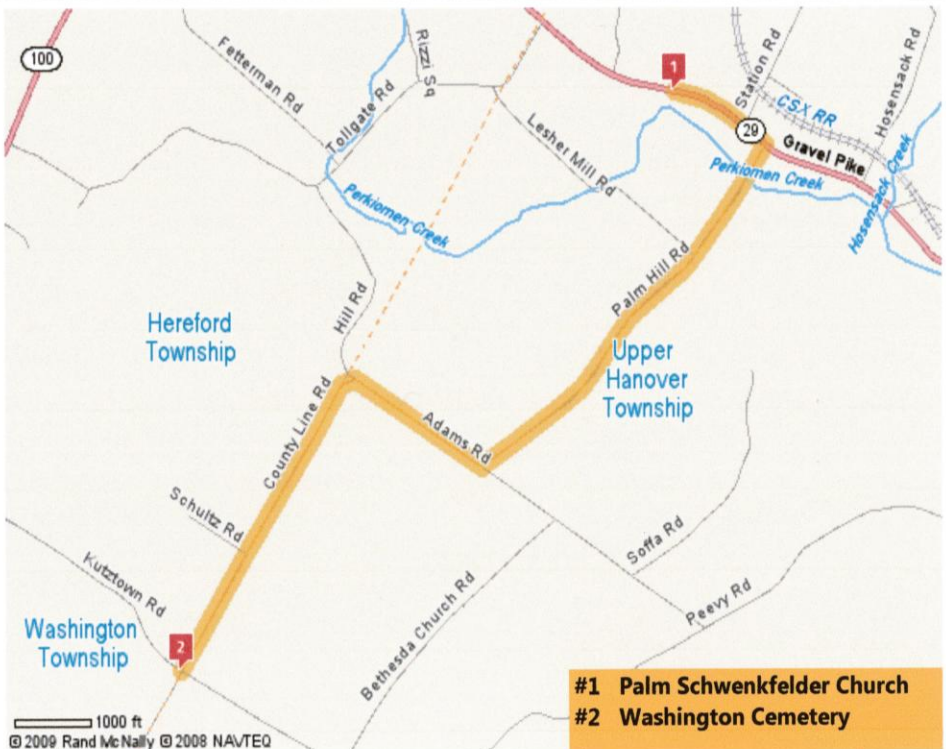 100
Fetterman Rd
Rizzi Sq
Tollgate Rd
1
Station Rd
Hosensack Rd
CSX RR
Lesher Mill Rd
29
Gravel Pike
Perkiomen Creek
Perkiomen Creek
Hosensack Creek
Hill Rd
Palm Hill Rd
Hereford
Township
Upper
Hanover
Township
County Line Rd
Adams Rd
Schultz Rd
Kutztown Rd
Soffa Rd
Peevy Rd
Bethesda Church Rd
Washington
Township
2
#1 Palm Schwenkfelder Church
#2 Washington Cemetery
1000 ft
© 2009 Rand McNally © 2008 NAVTEQ